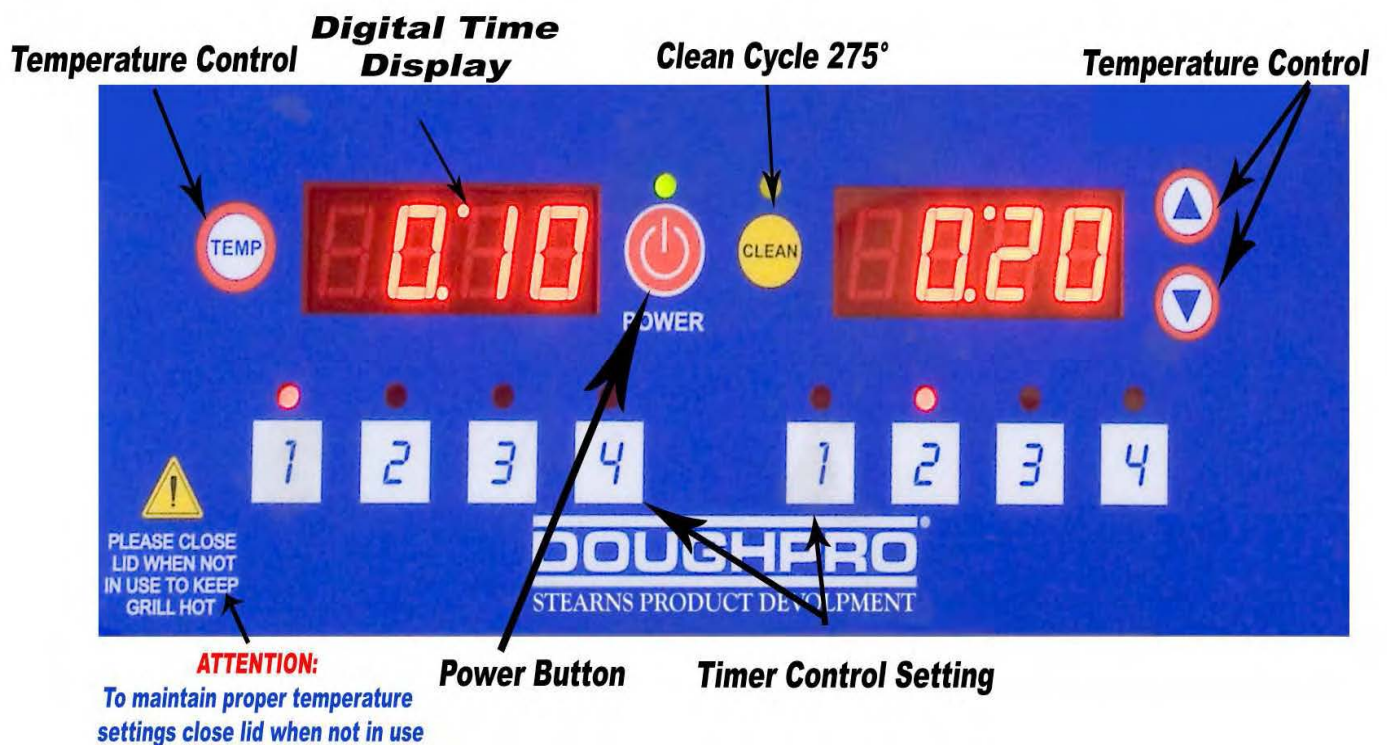 Digital Time
Display
Temperature Control
Clean Cycle 275°
Temperature Control
TEMP
0:10
POWER
CLEAN
0:20
1 2 3 4
1 2 3 4
PLEASE CLOSE
LID WHEN NOT
IN USE TO KEEP
GRILL HOT
DOUGHPRO®
STEARNS PRODUCT DEVOLPMENT
ATTENTION:
To maintain proper temperature
settings close lid when not in use
Power Button
Timer Control Setting